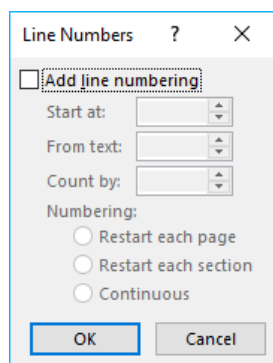 Line Numbers ?
Add line numbering
Start at:
From text:
Count by:
Numbering:
Restart each page
Restart each section
Continuous
OK Cancel